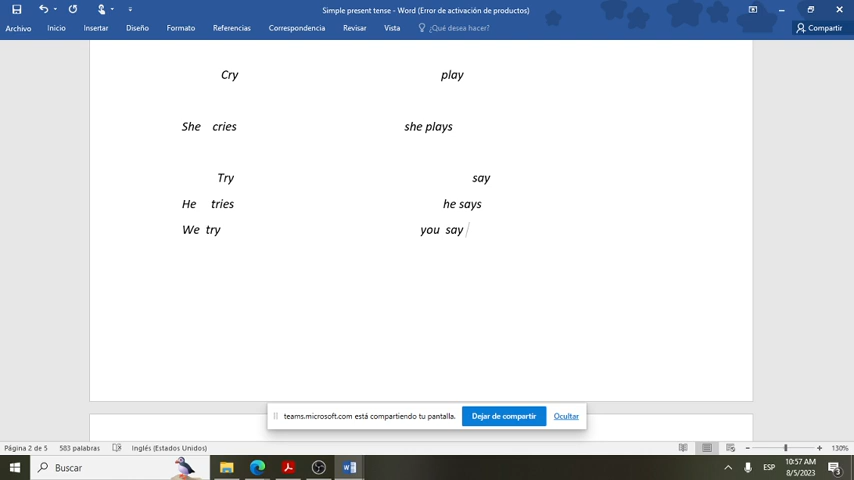 Simple present tense - Word (Error de activación de productos)
Archivo Inicio Insertar Diseño Formato Referencias Correspondencia Revisar Vista ¿Qué desea hacer? Compartir
Cry play
She cries she plays
Try say
He tries he says
We try you say
teams.microsoft.com está compartiendo tu pantalla. Dejar de compartir Ocultar
Página 2 de 5 583 palabras Inglés (Estados Unidos) 130%
Buscar ESP 10:57 AM
8/5/2023 3